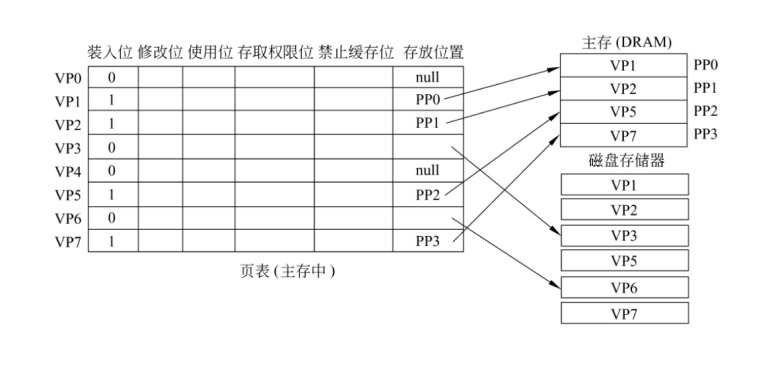 主存 (DRAM)
装入位 修改位 使用位 存取权限位 禁止缓存位 存放位置
VP0 0 null
VP1 1 PP0
VP2 1 PP1
VP3 0
VP4 0 null
VP5 1 PP2
VP6 0
VP7 1 PP3
页表 (主存中)
VP1 PP0
VP2 PP1
VP5 PP2
VP7 PP3
磁盘存储器
VP1
VP2
VP3
VP5
VP6
VP7